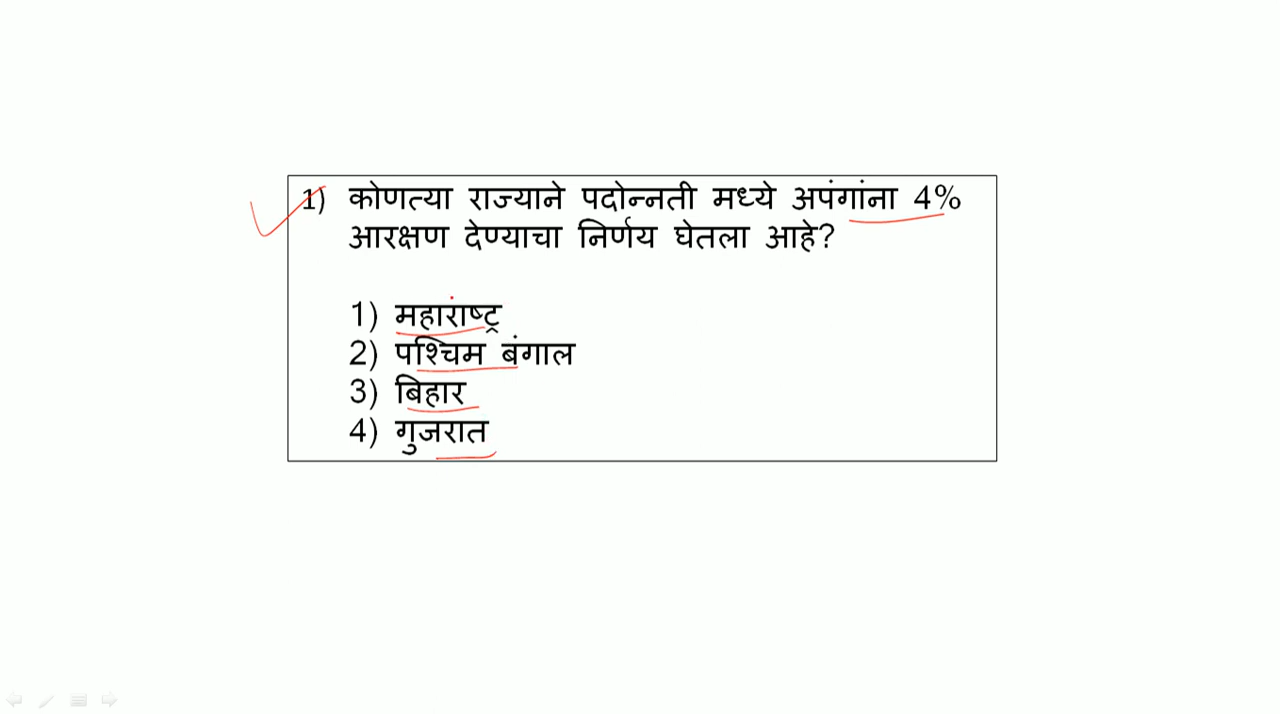 1) कोणत्या राज्याने पदोन्नती मध्ये अपंगांना 4%
आरक्षण देण्याचा निर्णय घेतला आहे?
1) महाराष्ट्र
2) पश्चिम बंगाल
3) बिहार
4) गुजरात